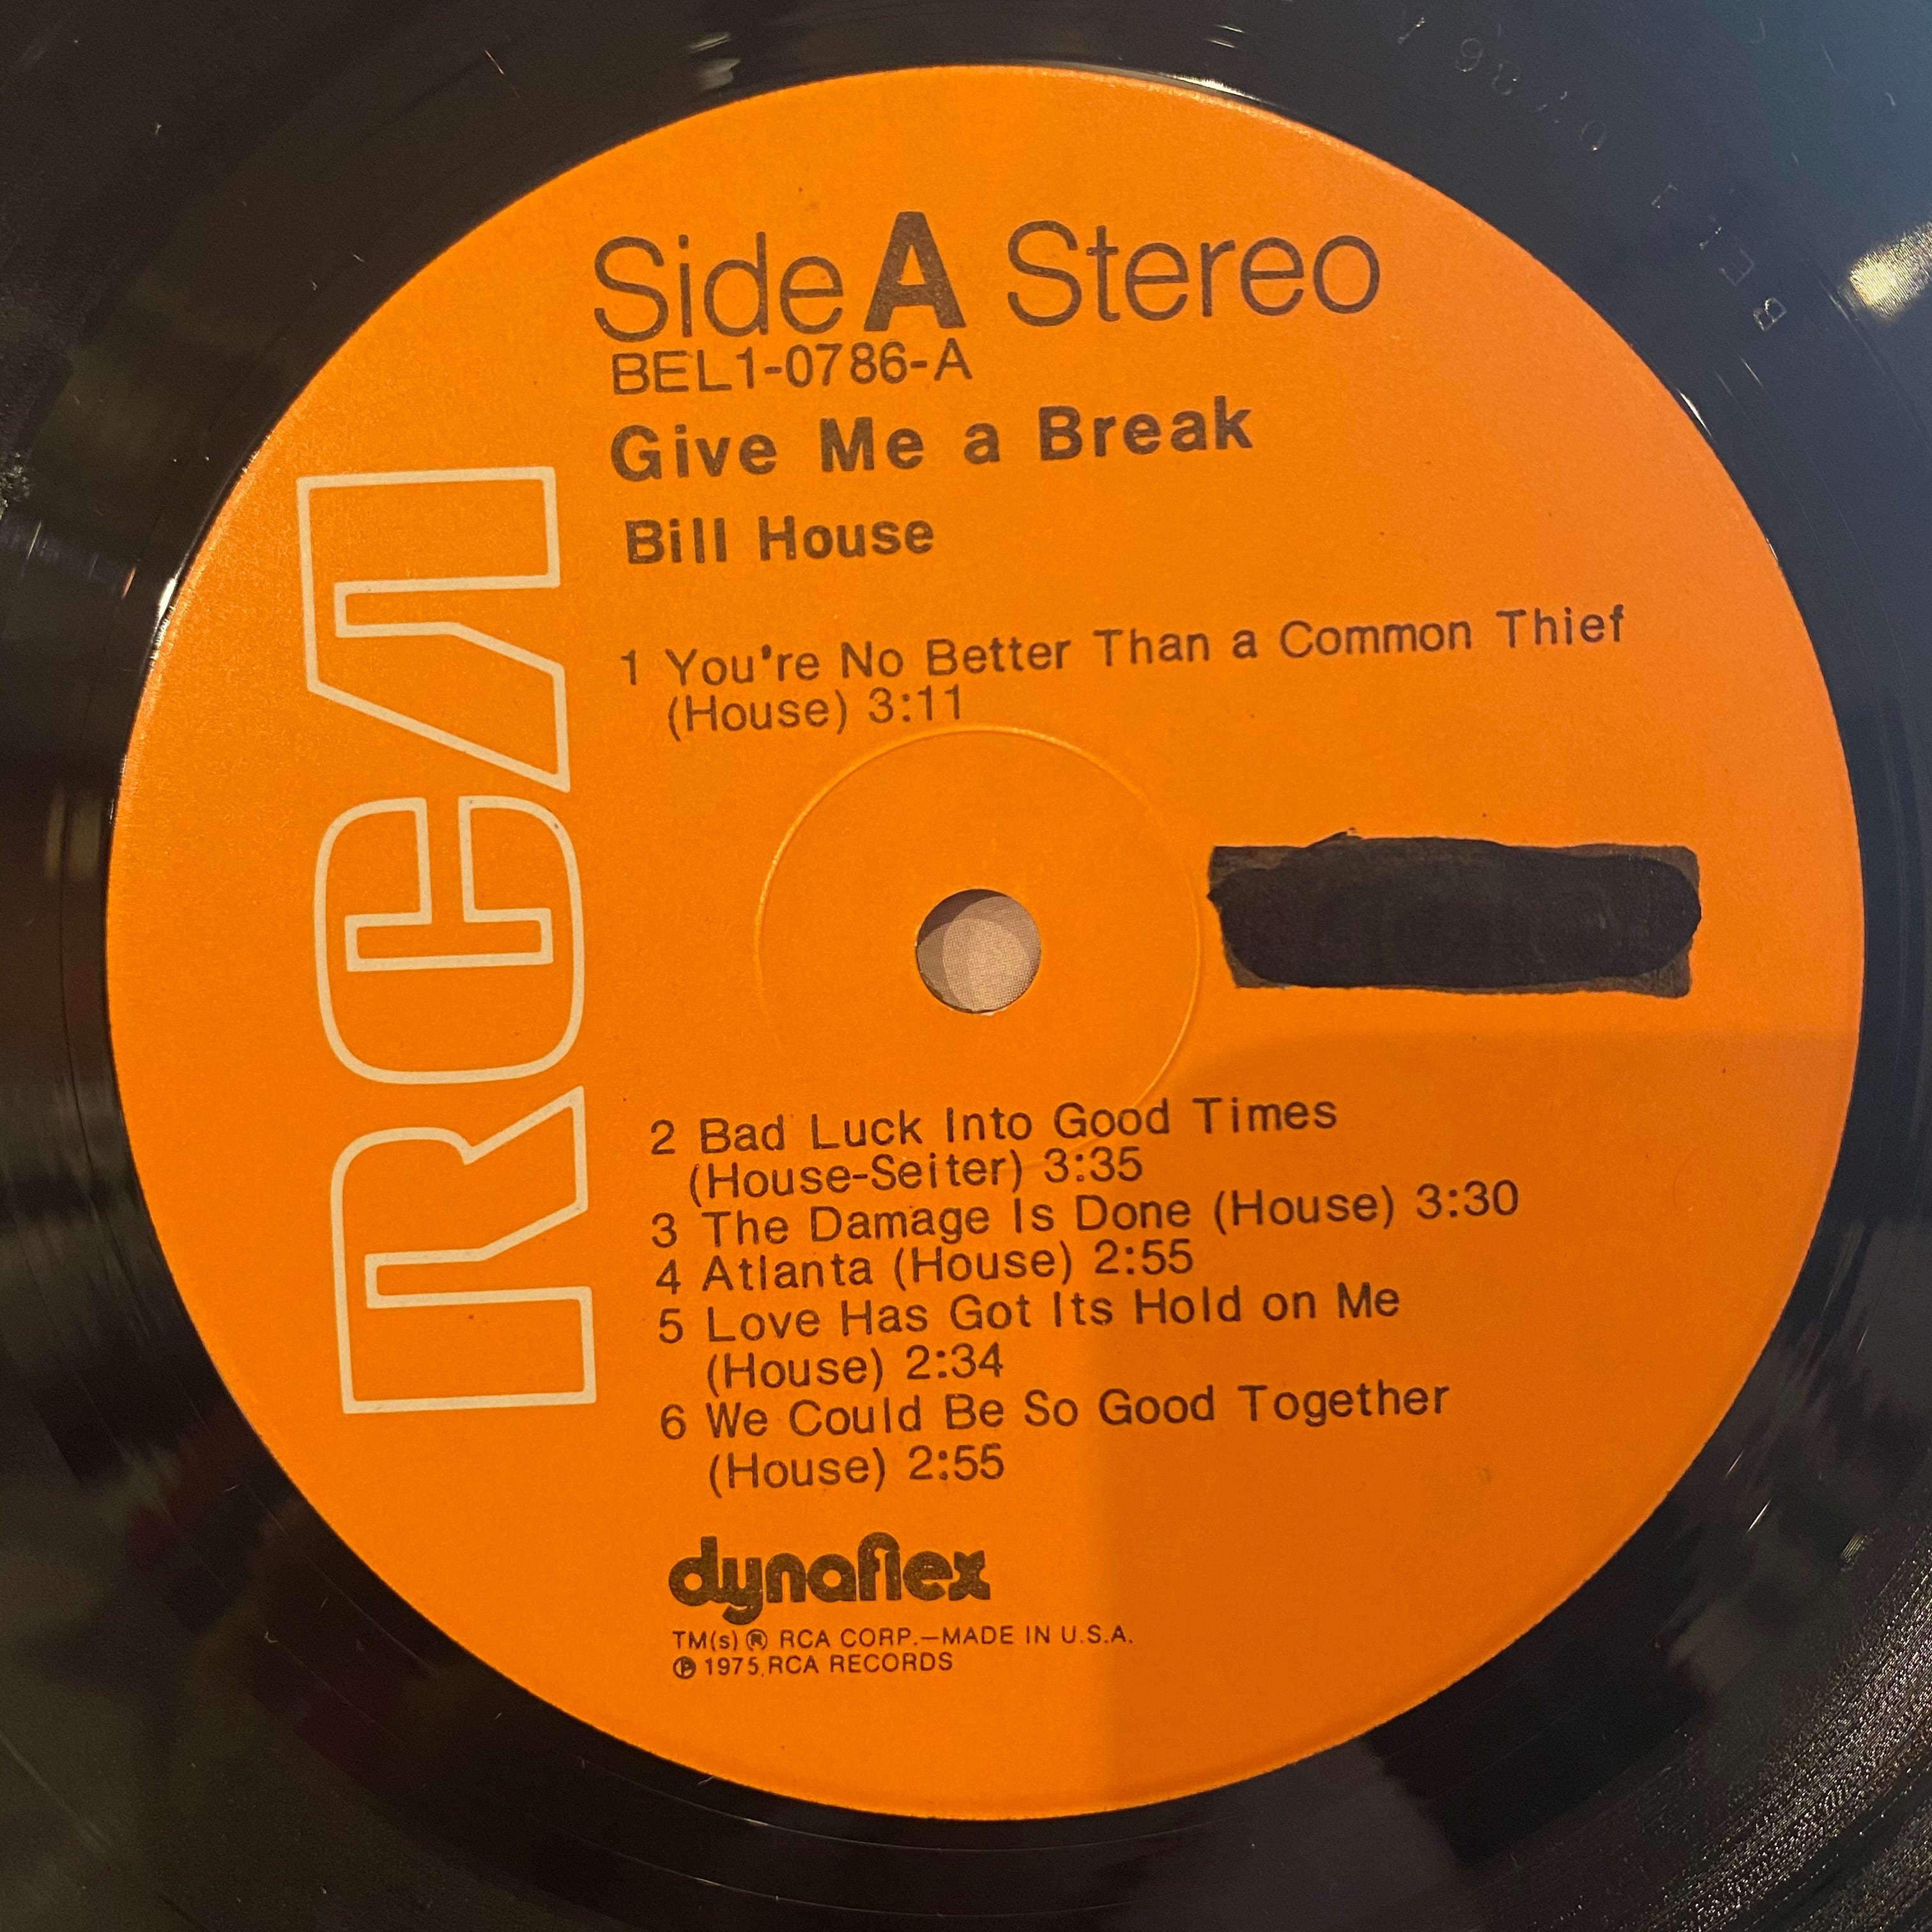 Side A Stereo
BEL1-0786-A
Give Me a Break
Bill House
RCA
1 You're No Better Than a Common Thief
(House) 3:11
2 Bad Luck Into Good Times
(House-Seiter) 3:35
3 The Damage Is Done (House) 3:30
4 Atlanta (House) 2:55
5 Love Has Got Its Hold on Me
(House) 2:34
6 We Could Be So Good Together
(House) 2:55
dynaflex
TM(s) ® RCA CORP.—MADE IN U.S.A.
℗ 1975, RCA RECORDS